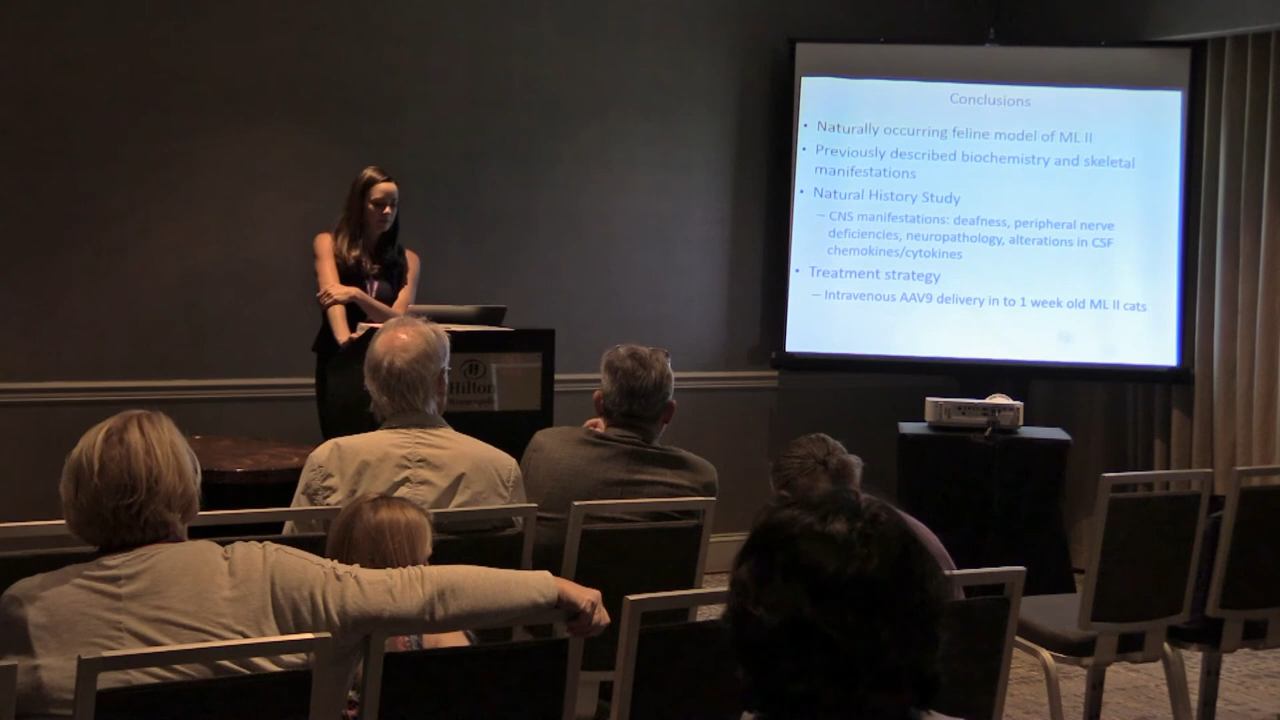 Conclusions
• Naturally occurring feline model of ML II
• Previously described biochemistry and skeletal
manifestations
• Natural History Study
– CNS manifestations: deafness, peripheral nerve
deficiencies, neuropathology, alterations in CSF
chemokines/cytokines
• Treatment strategy
– Intravenous AAV9 delivery in to 1 week old ML II cats
Hilton
Minneapolis